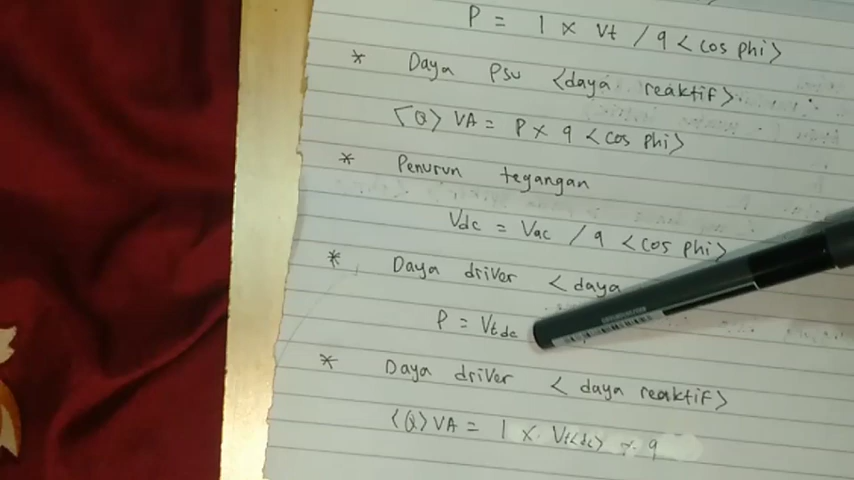 P = 1 x Vt / 9 <cos phi>
* Daya PSU <daya reaktif>
<Q> VA = P x 9 <cos phi>
* Penurun tegangan
Vdc = Vac / 9 <cos phi>
* Daya driver < daya
P = Vtdc
* Daya driver < daya reaktif>
<Q> VA = 1 x Vt<dc> x 9